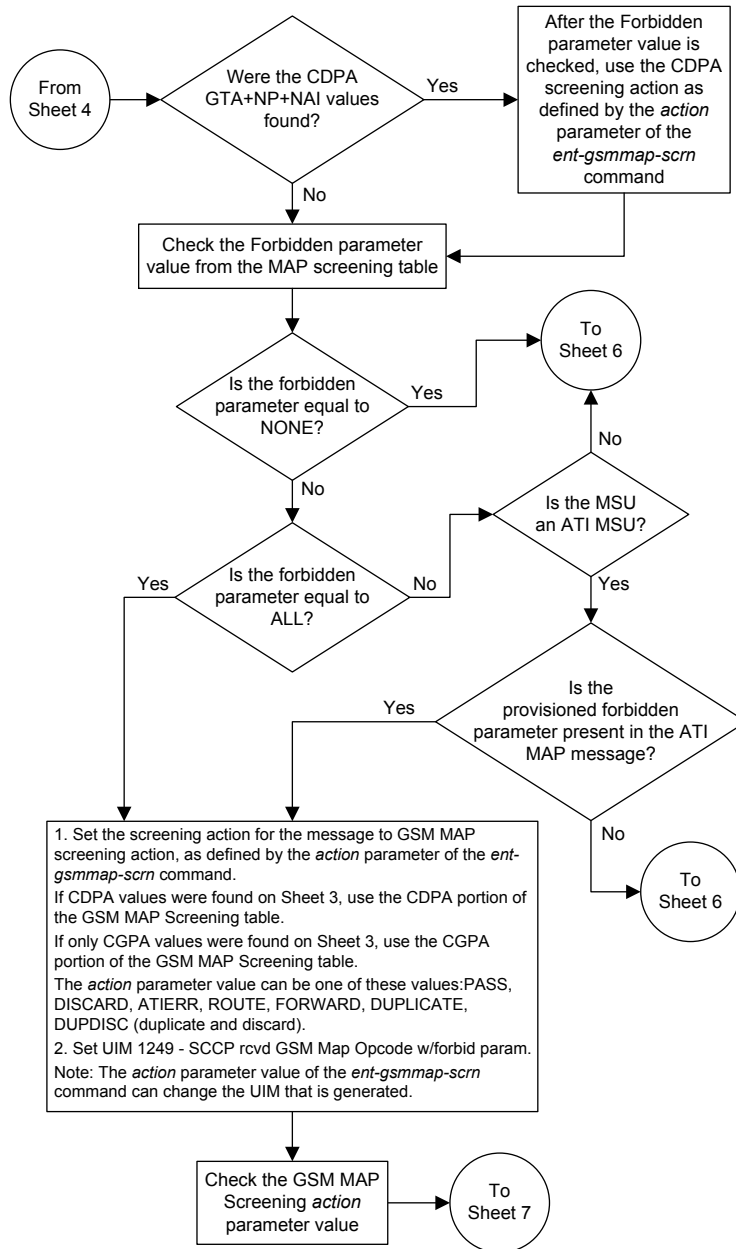 From
Sheet 4
Were the CDPA
GTA+NP+NAI values
found?
Yes
After the Forbidden
parameter value is
checked, use the CDPA
screening action as
defined by the action
parameter of the
ent-gsmmap-scrn
command
No
Check the Forbidden parameter
value from the MAP screening table
Is the forbidden
parameter equal to
NONE?
Yes
To
Sheet 6
No
No
Is the MSU
an ATI MSU?
Is the forbidden
parameter equal to
ALL?
Yes
No
Yes
Is the
provisioned forbidden
parameter present in the ATI
MAP message?
Yes
No
To
Sheet 6
1. Set the screening action for the message to GSM MAP
screening action, as defined by the action parameter of the ent-
gsmmap-scrn command.
If CDPA values were found on Sheet 3, use the CDPA portion of
the GSM MAP Screening table.
If only CGPA values were found on Sheet 3, use the CGPA
portion of the GSM MAP Screening table.
The action parameter value can be one of these values:PASS,
DISCARD, ATIERR, ROUTE, FORWARD, DUPLICATE,
DUPDISC (duplicate and discard).
2. Set UIM 1249 - SCCP rcvd GSM Map Opcode w/forbid param.
Note: The action parameter value of the ent-gsmmap-scrn
command can change the UIM that is generated.
Check the GSM MAP
Screening action
parameter value
To
Sheet 7